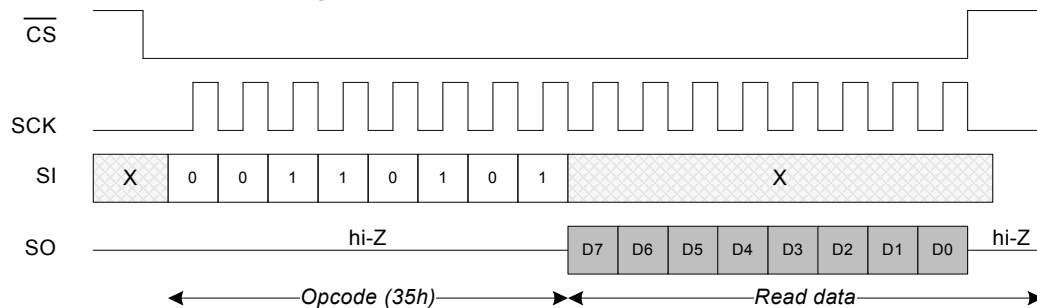 CS
SCK
SI X 0 0 1 1 0 1 0 1 X
SO hi-Z D7 D6 D5 D4 D3 D2 D1 D0 hi-Z
Opcode (35h) Read data